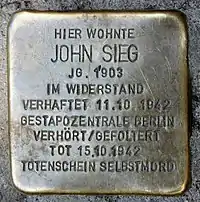 HIER WOHNTE
JOHN SIEG
JG. 1903
IM WIDERSTAND
VERHAFTET 11.10. 1942
GESTAPOZENTRALE BERLIN
VERHÖRT/GEFOLTERT
TOT 15.10.1942
TOTENSCHEIN SELBSTMORD